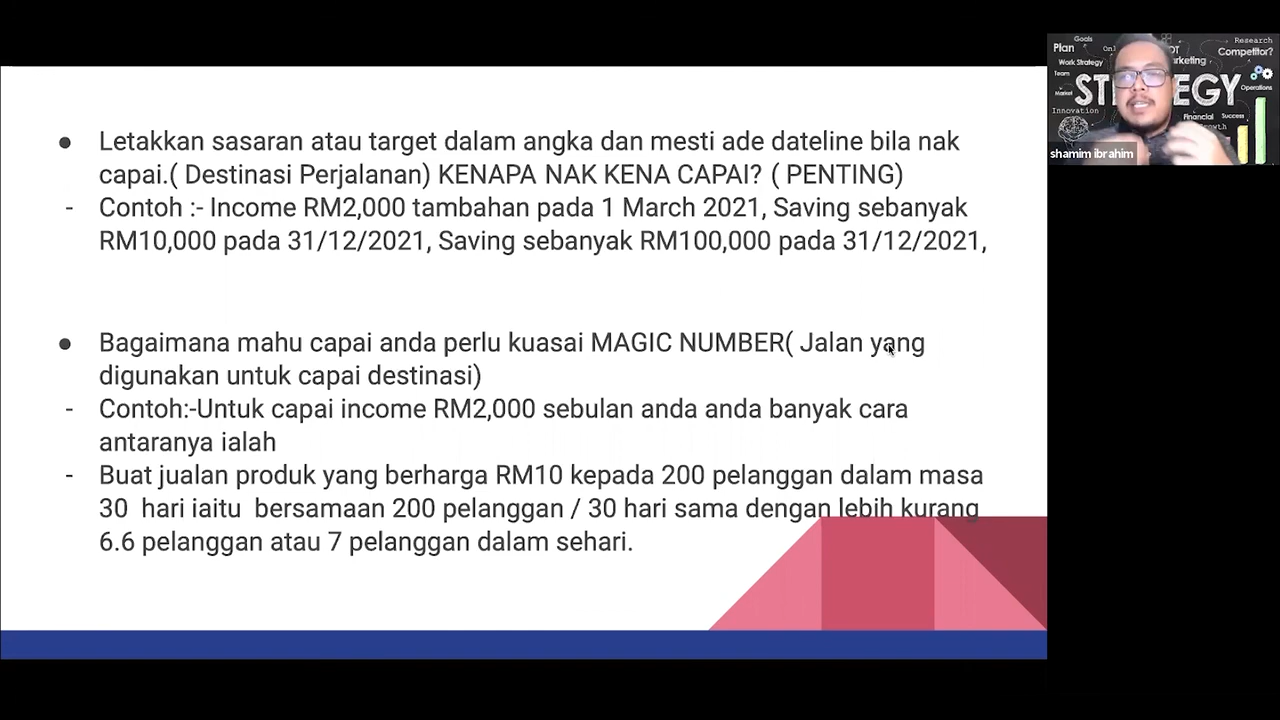 ● Letakkan sasaran atau target dalam angka dan mesti ade dateline bila nak
capai.( Destinasi Perjalanan) KENAPA NAK KENA CAPAI? ( PENTING)
- Contoh :- Income RM2,000 tambahan pada 1 March 2021, Saving sebanyak
RM10,000 pada 31/12/2021, Saving sebanyak RM100,000 pada 31/12/2021,
● Bagaimana mahu capai anda perlu kuasai MAGIC NUMBER( Jalan yang
digunakan untuk capai destinasi)
- Contoh:-Untuk capai income RM2,000 sebulan anda anda banyak cara
antaranya ialah
- Buat jualan produk yang berharga RM10 kepada 200 pelanggan dalam masa
30 hari iaitu bersamaan 200 pelanggan / 30 hari sama dengan lebih kurang
6.6 pelanggan atau 7 pelanggan dalam sehari.
Goals
Research
Plan
Competitor?
Work Strategy
Team
Market
Operations
Innovation
Financial
Success
shamim ibrahim